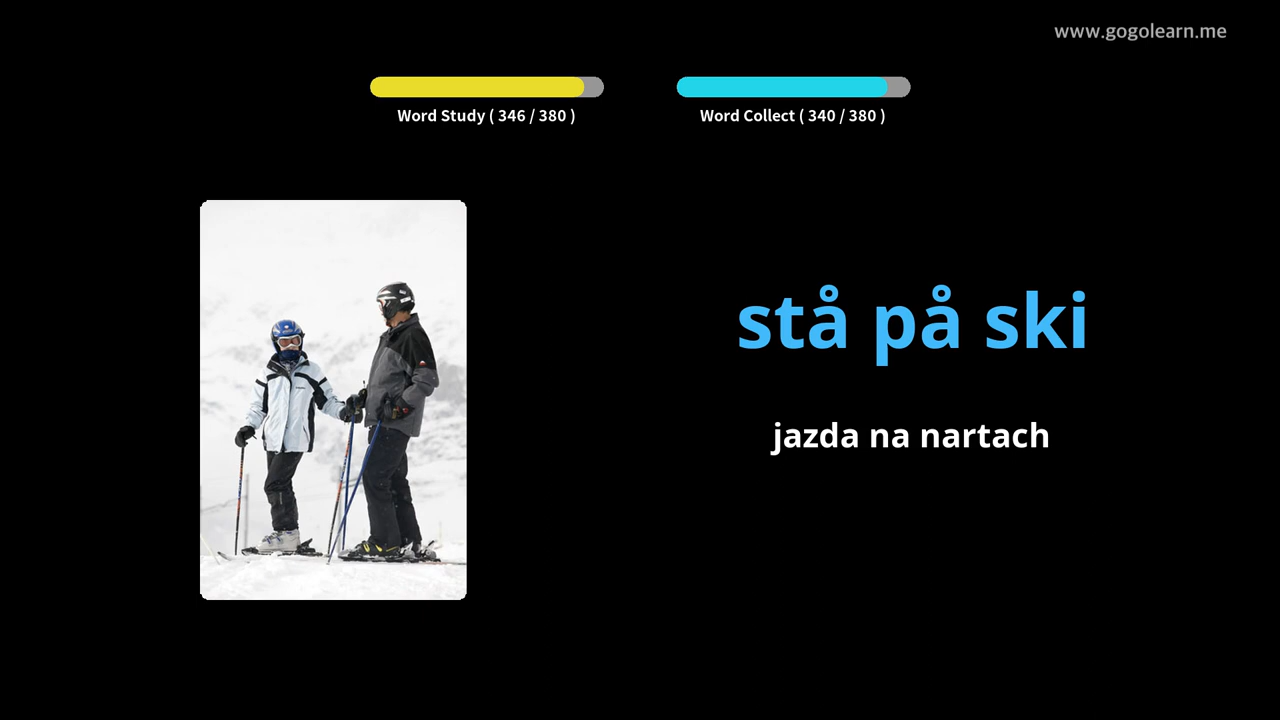 www.gogolearn.me
Word Study ( 346 / 380 )
Word Collect ( 340 / 380 )
stå på ski
jazda na nartach